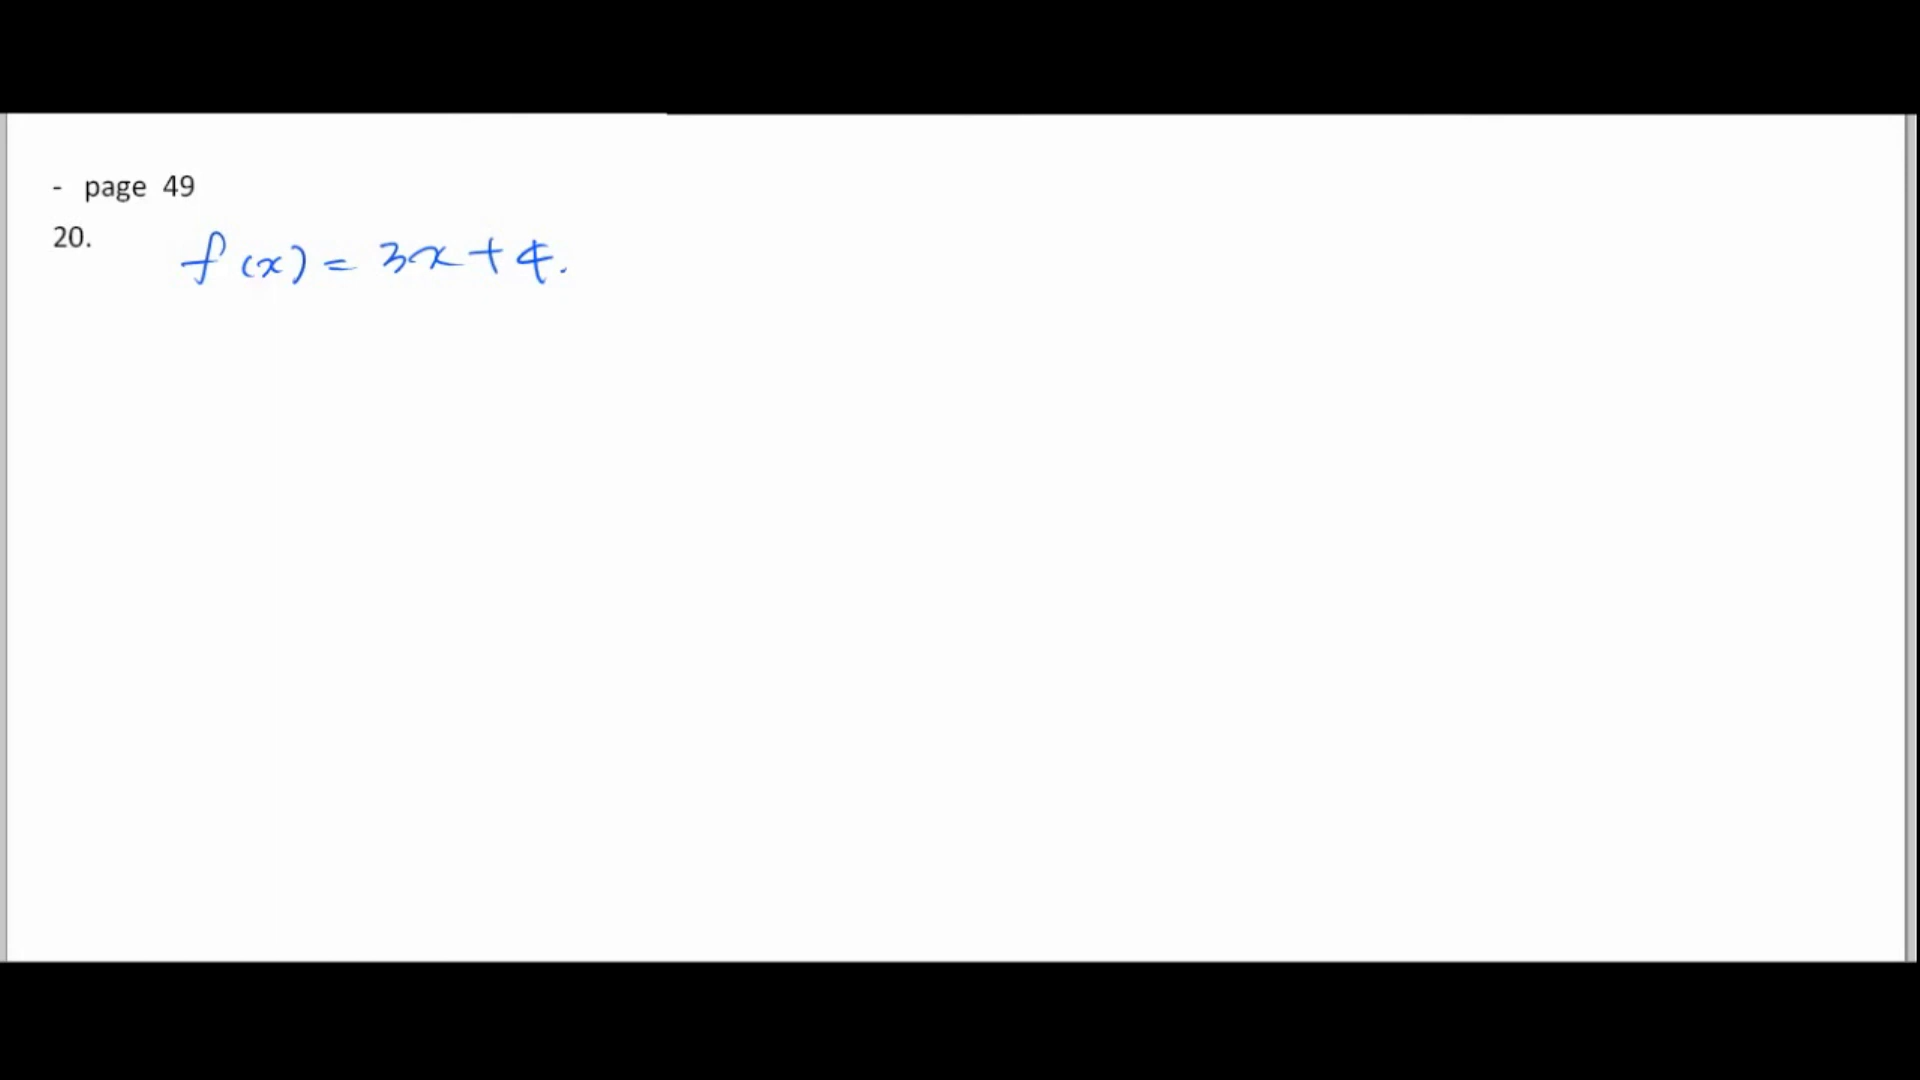 - page 49
20.
f(x) = 3x + 4.